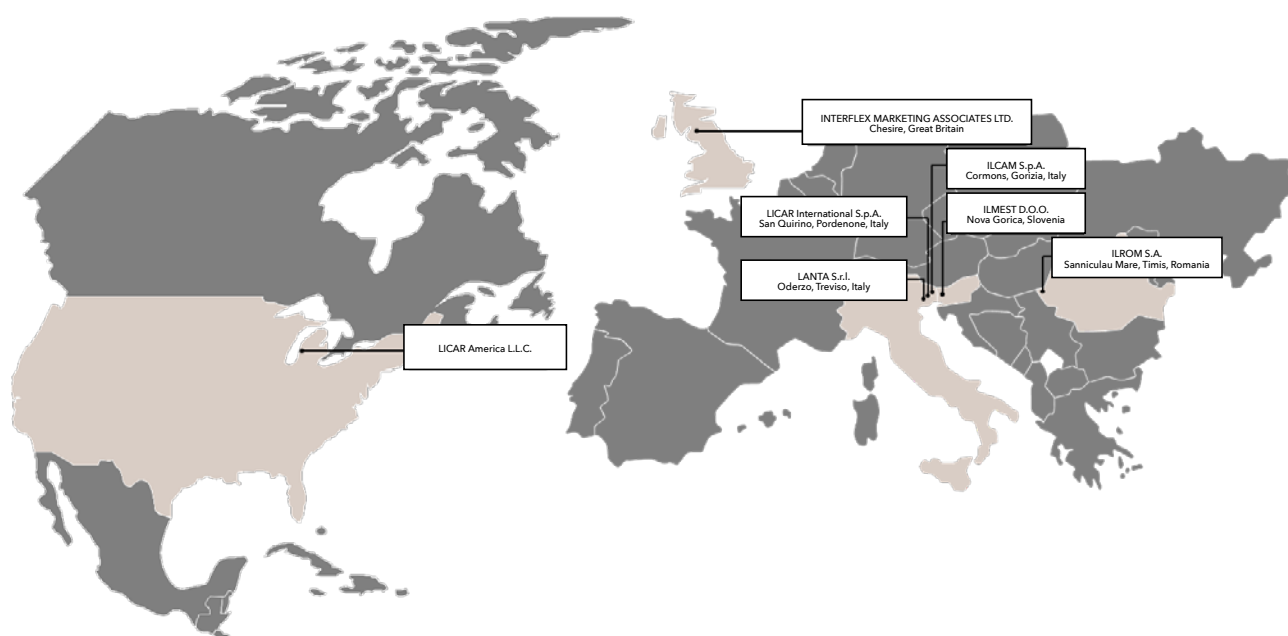 INTERFLEX MARKETING ASSOCIATES LTD.
Chesire, Great Britain
ILCAM S.p.A.
Cormons, Gorizia, Italy
LICAR International S.p.A.
San Quirino, Pordenone, Italy
ILMEST D.O.O.
Nova Gorica, Slovenia
ILROM S.A.
Sanniculau Mare, Timis, Romania
LANTA S.r.l.
Oderzo, Treviso, Italy
LICAR America L.L.C.